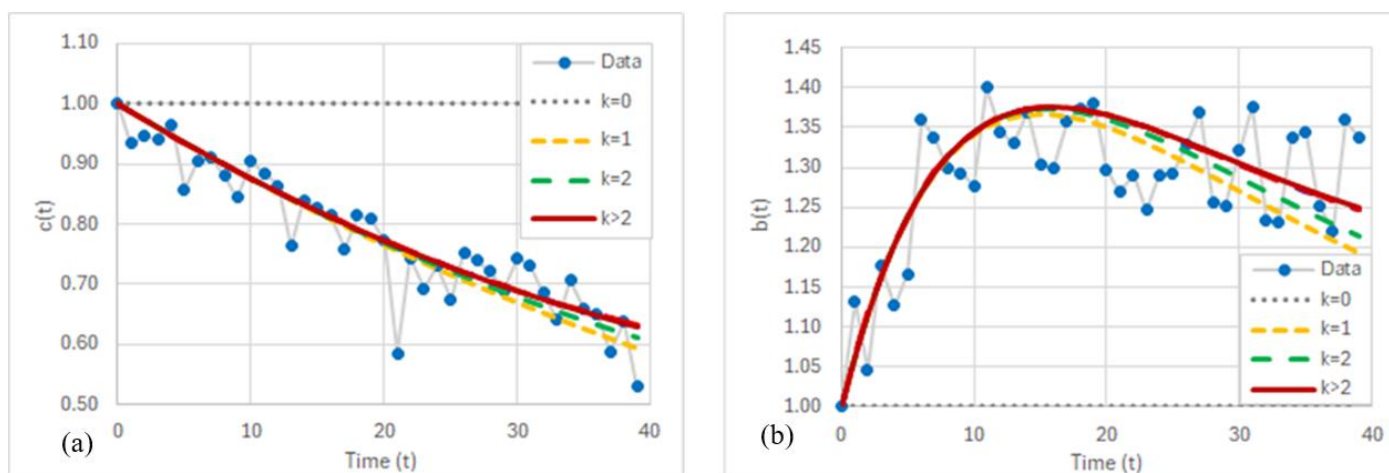 1.10
1.00
0.90
0.80
0.70
0.60
0.50
c(t)
0 10 20 30 40
Time (t)
Data
k=0
k=1
k=2
k>2
(a)
1.45
1.40
1.35
1.30
1.25
1.20
1.15
1.10
1.05
1.00
b(t)
0 10 20 30 40
Time (t)
Data
k=0
k=1
k=2
k>2
(b)